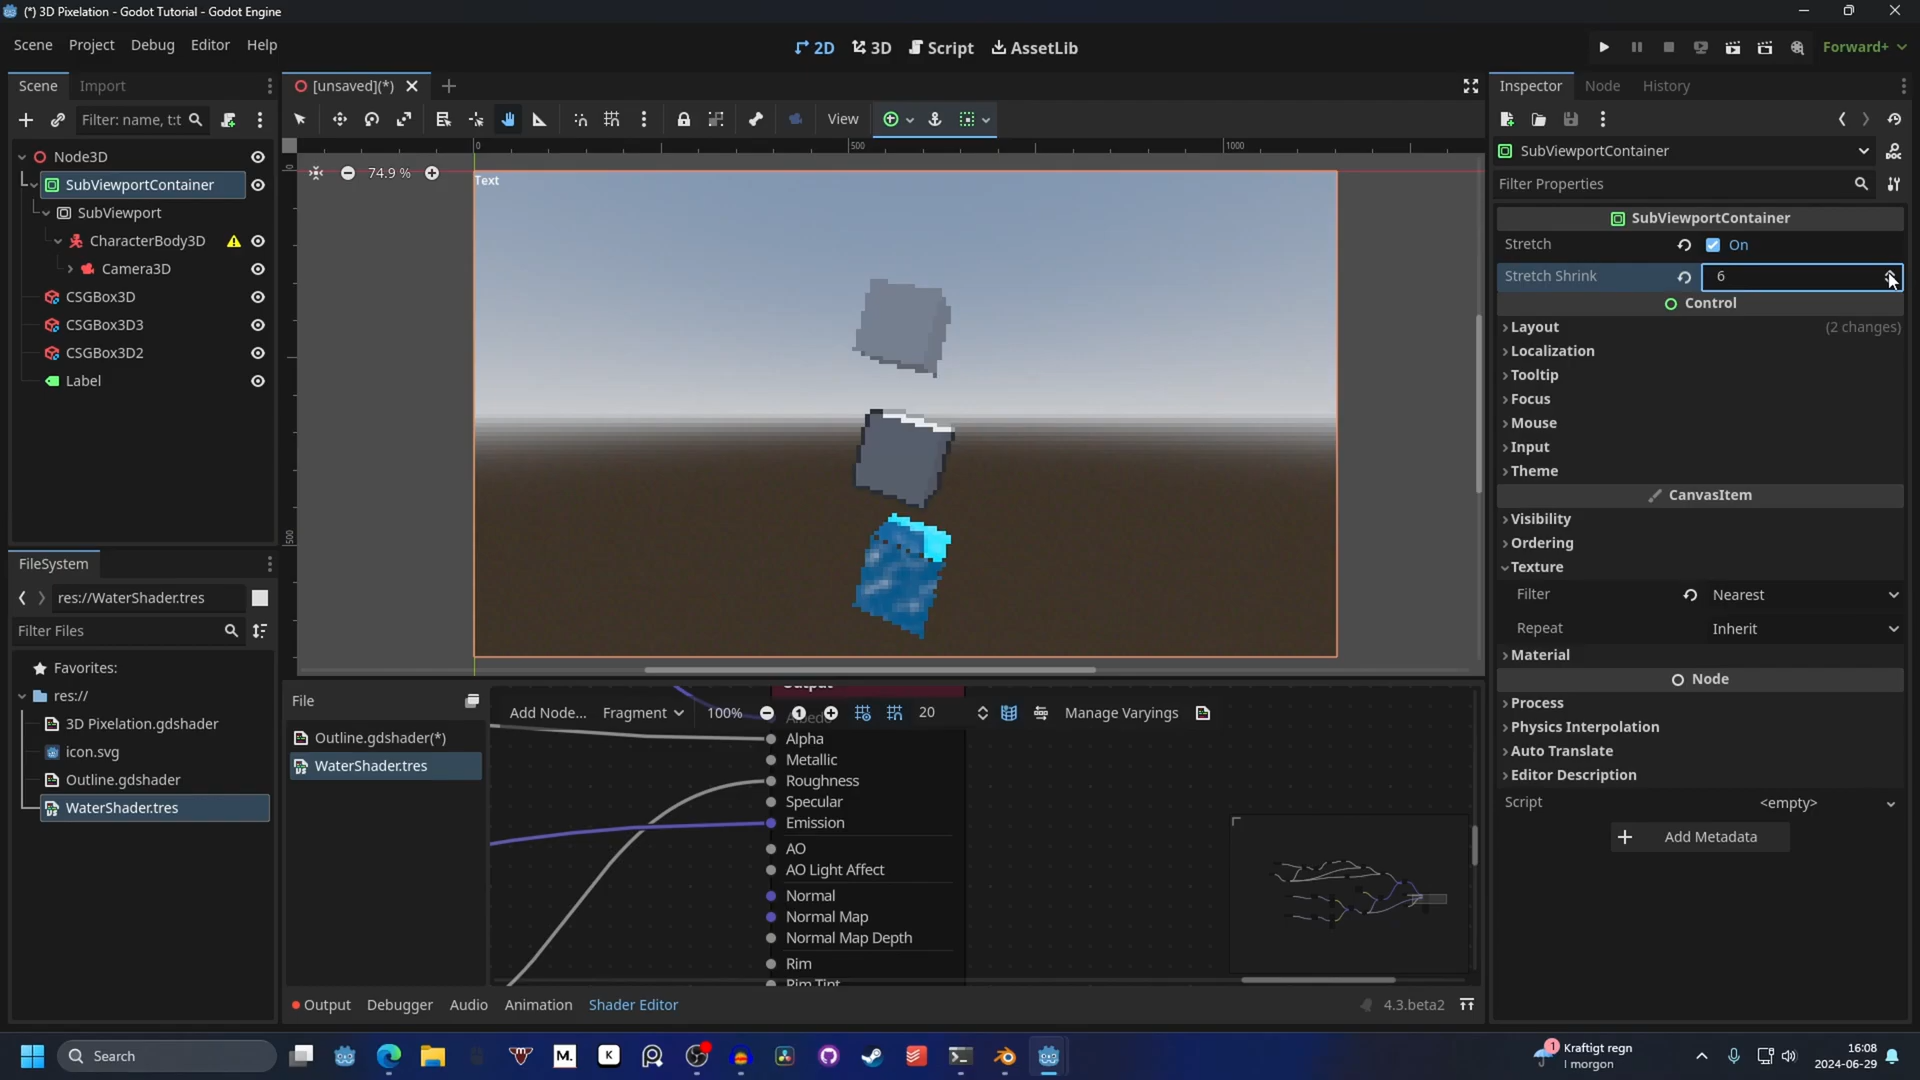 (*) 3D Pixelation - Godot Tutorial - Godot Engine
Scene Project Debug Editor Help
2D 3D Script AssetLib
Forward+
Scene Import
[unsaved](*)
Inspector Node History
Filter: name, t:t
View
SubViewportContainer
Filter Properties
Node3D
SubViewportContainer
SubViewport
CharacterBody3D
Camera3D
CSGBox3D
CSGBox3D3
CSGBox3D2
Label
0 500 1000
74.9 %
Text
500
SubViewportContainer
Stretch On
Stretch Shrink 6
Control
Layout (2 changes)
Localization
Tooltip
Focus
Mouse
Input
Theme
CanvasItem
Visibility
Ordering
Texture
Filter Nearest
Repeat Inherit
Material
Node
Process
Physics Interpolation
Auto Translate
Editor Description
Script <empty>
Add Metadata
FileSystem
res://WaterShader.tres
Filter Files
Favorites:
res://
3D Pixelation.gdshader
icon.svg
Outline.gdshader
WaterShader.tres
File
Outline.gdshader(*)
WaterShader.tres
Add Node... Fragment 100% 20 Manage Varyings
Output
Albedo
Alpha
Metallic
Roughness
Specular
Emission
AO
AO Light Affect
Normal
Normal Map
Normal Map Depth
Rim
Rim Tint
Output Debugger Audio Animation Shader Editor
4.3.beta2
Search
M.
K
1
Kraftigt regn
I morgon
16:08
2024-06-29